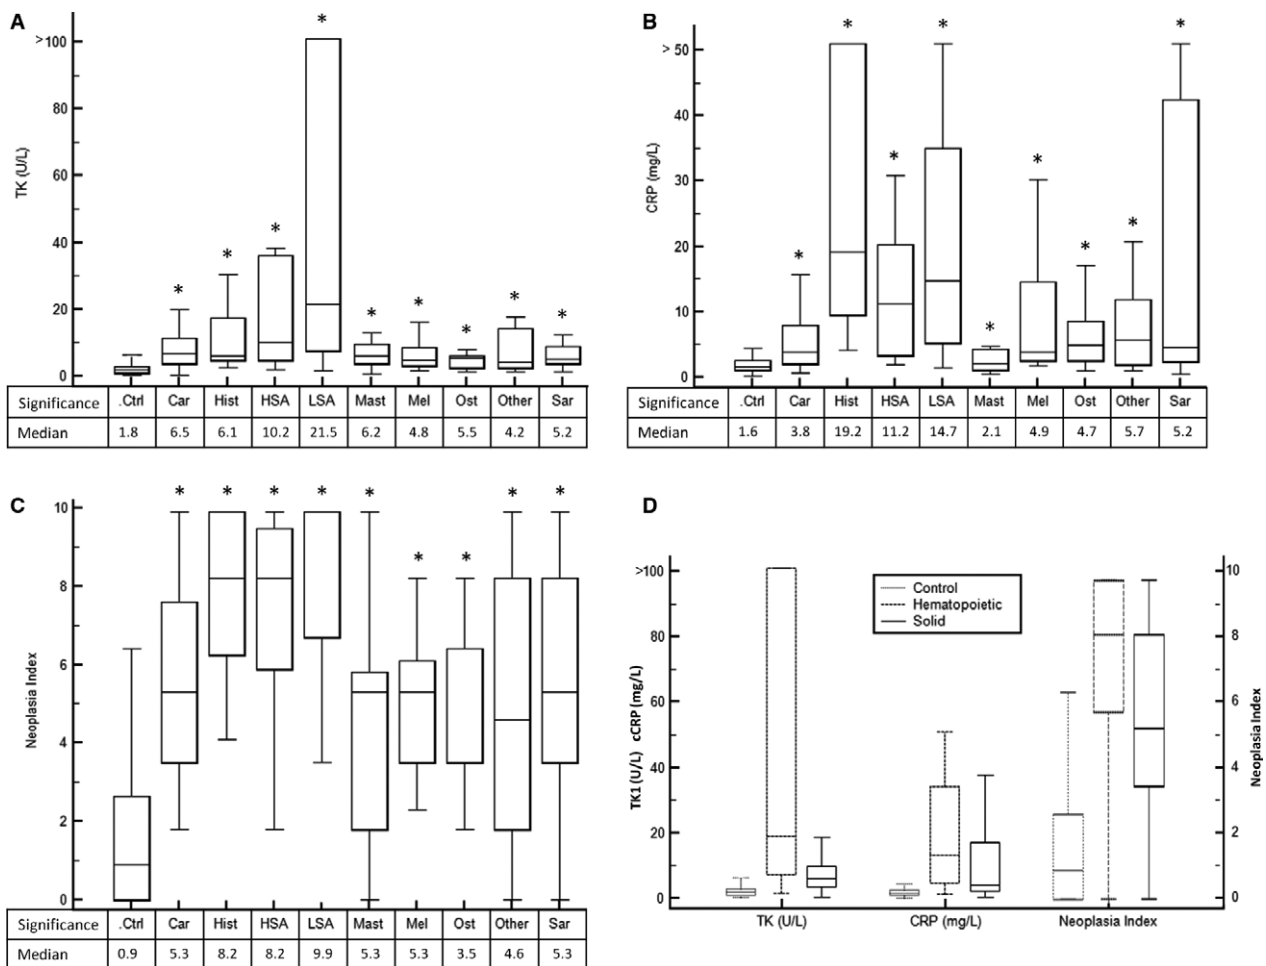 A
TK (U/L)
>100
80
60
40
20
0
* * * * * * * * *
Significance .Ctrl Car Hist HSA LSA Mast Mel Ost Other Sar
Median 1.8 6.5 6.1 10.2 21.5 6.2 4.8 5.5 4.2 5.2
B
CRP (mg/L)
> 50
40
30
20
10
0
* * * * * * * * *
Significance .Ctrl Car Hist HSA LSA Mast Mel Ost Other Sar
Median 1.6 3.8 19.2 11.2 14.7 2.1 4.9 4.7 5.7 5.2
C
Neoplasia Index
10
8
6
4
2
0
* * * * * * * * *
Significance .Ctrl Car Hist HSA LSA Mast Mel Ost Other Sar
Median 0.9 5.3 8.2 8.2 9.9 5.3 5.3 3.5 4.6 5.3
D
TK1 (U/L) cCRP (mg/L)
>100
80
60
40
20
0
Control
Hematopoietic
Solid
10
8
6
4
2
0
Neoplasia Index
TK (U/L) CRP (mg/L) Neoplasia Index